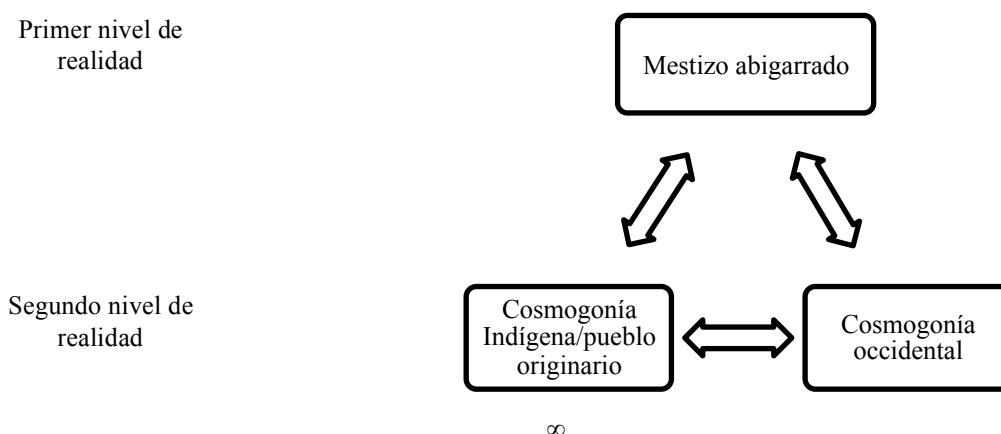 Primer nivel de
realidad
Mestizo abigarrado
Segundo nivel de
realidad
Cosmogonía
Indígena/pueblo
originario
Cosmogonía
occidental
∞